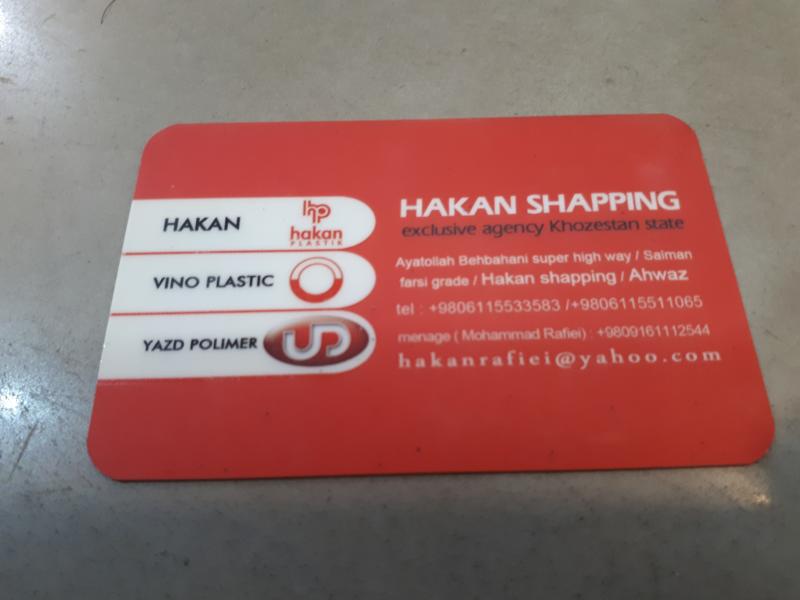 HAKAN
hakan
PLASTIK
VINO PLASTIC
YAZD POLIMER
HAKAN SHAPPING
exclusive agency Khozestan state
Ayatollah Behbahani super high way / Salman
farsi grade / Hakan shapping / Ahwaz
tel : +9806115533583 /+9806115511065
menage ( Mohammad Rafiei) : +9809161112544
hakanrafiei@yahoo.com